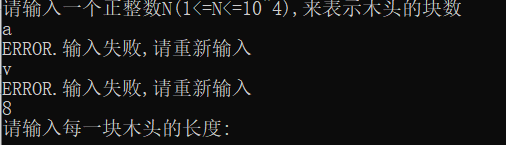 请输入一个正整数N(1<=N<=10^4),来表示木头的块数
a
ERROR.输入失败,请重新输入
v
ERROR.输入失败,请重新输入
8
请输入每一块木头的长度: